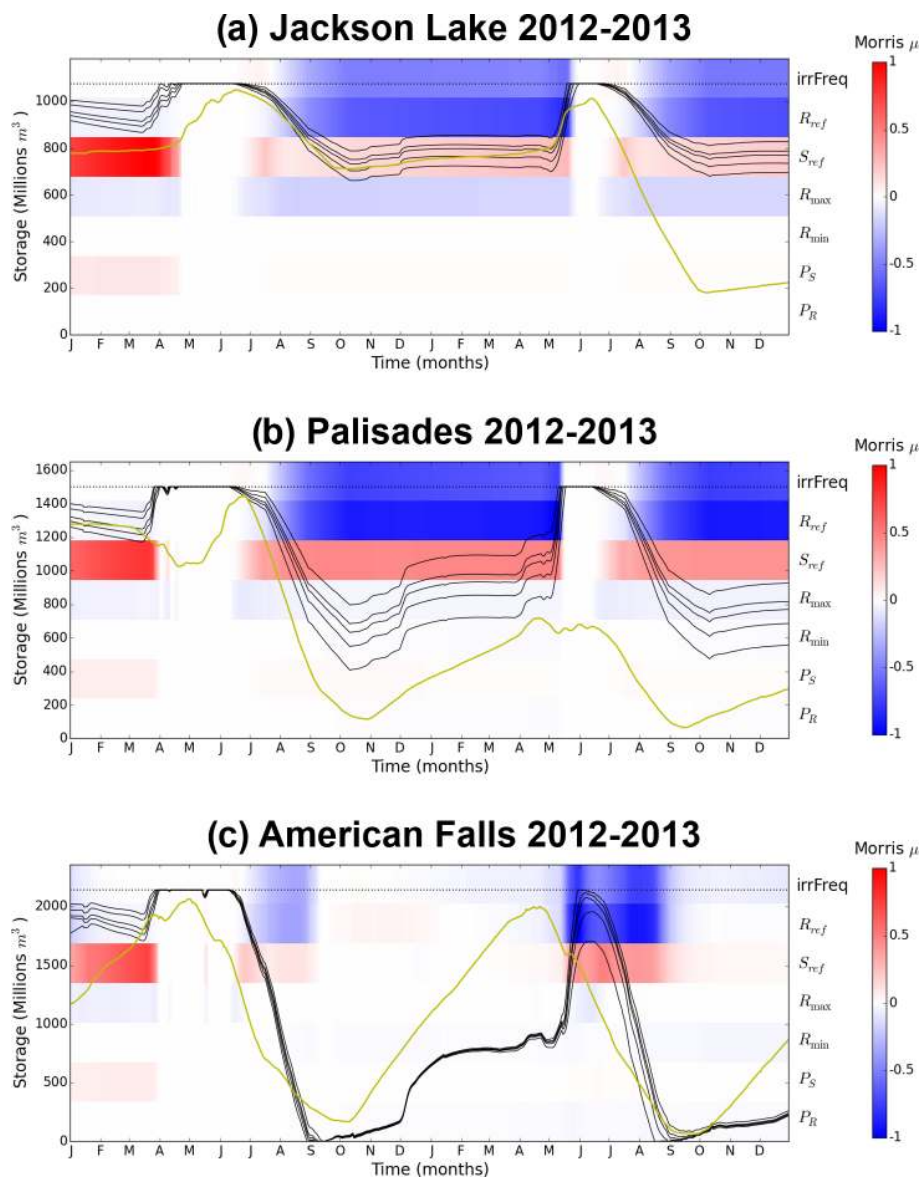 (a) Jackson Lake 2012-2013
Morris μ
Storage (Millions m³)
1000
800
600
400
200
0
irrFreq
R_ref
S_ref
R_max
R_min
P_S
P_R
1
0.5
0
-0.5
-1
J F M A M J J A S O N D J F M A M J J A S O N D
Time (months)
(b) Palisades 2012-2013
Morris μ
Storage (Millions m³)
1600
1400
1200
1000
800
600
400
200
0
irrFreq
R_ref
S_ref
R_max
R_min
P_S
P_R
1
0.5
0
-0.5
-1
J F M A M J J A S O N D J F M A M J J A S O N D
Time (months)
(c) American Falls 2012-2013
Morris μ
Storage (Millions m³)
2000
1500
1000
500
0
irrFreq
R_ref
S_ref
R_max
R_min
P_S
P_R
1
0.5
0
-0.5
-1
J F M A M J J A S O N D J F M A M J J A S O N D
Time (months)